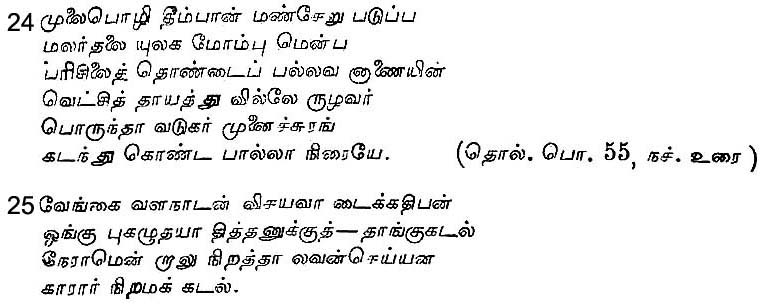 24 முலைபொழி தீம்பான் மண்சேறு படுப்ப
மலர்தலை யுலக மோம்பு மென்ப
ப்ரிசிலைத் தொண்டைப் பல்லவ னாணையின்
வெட்சித் தாயத்து வில்லே ருழவர்
பொருந்தா வடுகர் முனைச்சுரங்
கடந்து கொண்ட பால்லா நிரையே. (தொல். பொ. 55, நச். உரை)
25 வேங்கை வளநாடன் விசயவா டைக்கதிபன்
ஓங்கு புகழுதயா தித்தனுக்குத்—தாங்குகடல்
நேராமென் றாலு நிறத்தா லவன்செய்யன
காரார் நிறமக் கடல்.